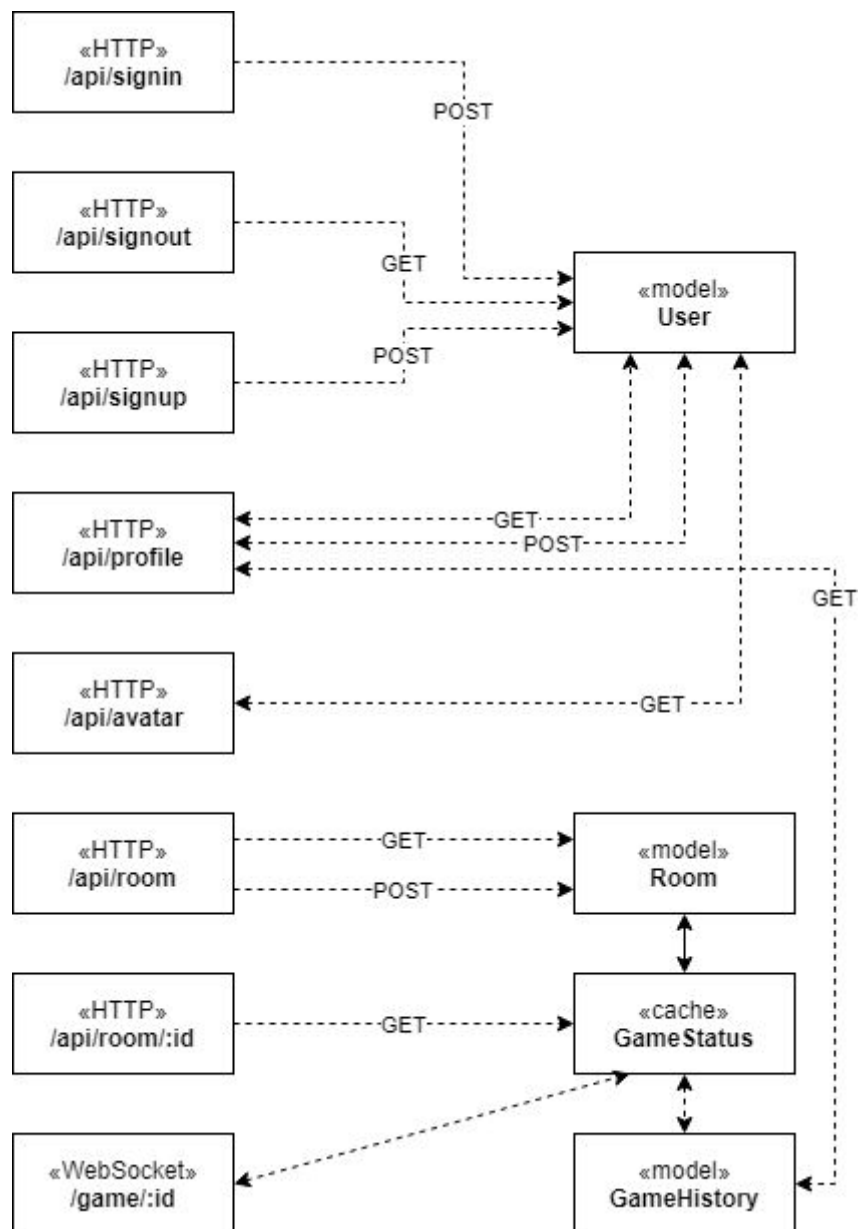 «HTTP»
/api/signin
POST
«HTTP»
/api/signout
GET
«model»
User
«HTTP»
/api/signup
POST
«HTTP»
/api/profile
GET
POST
GET
«HTTP»
/api/avatar
GET
«HTTP»
/api/room
GET
POST
«model»
Room
«HTTP»
/api/room/:id
GET
«cache»
GameStatus
«WebSocket»
/game/:id
«model»
GameHistory